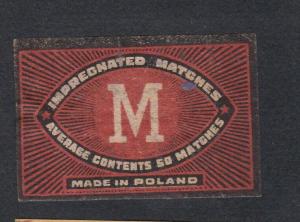 IMPREGNATED MATCHES
M
AVERAGE CONTENTS 50 MATCHES
MADE IN POLAND